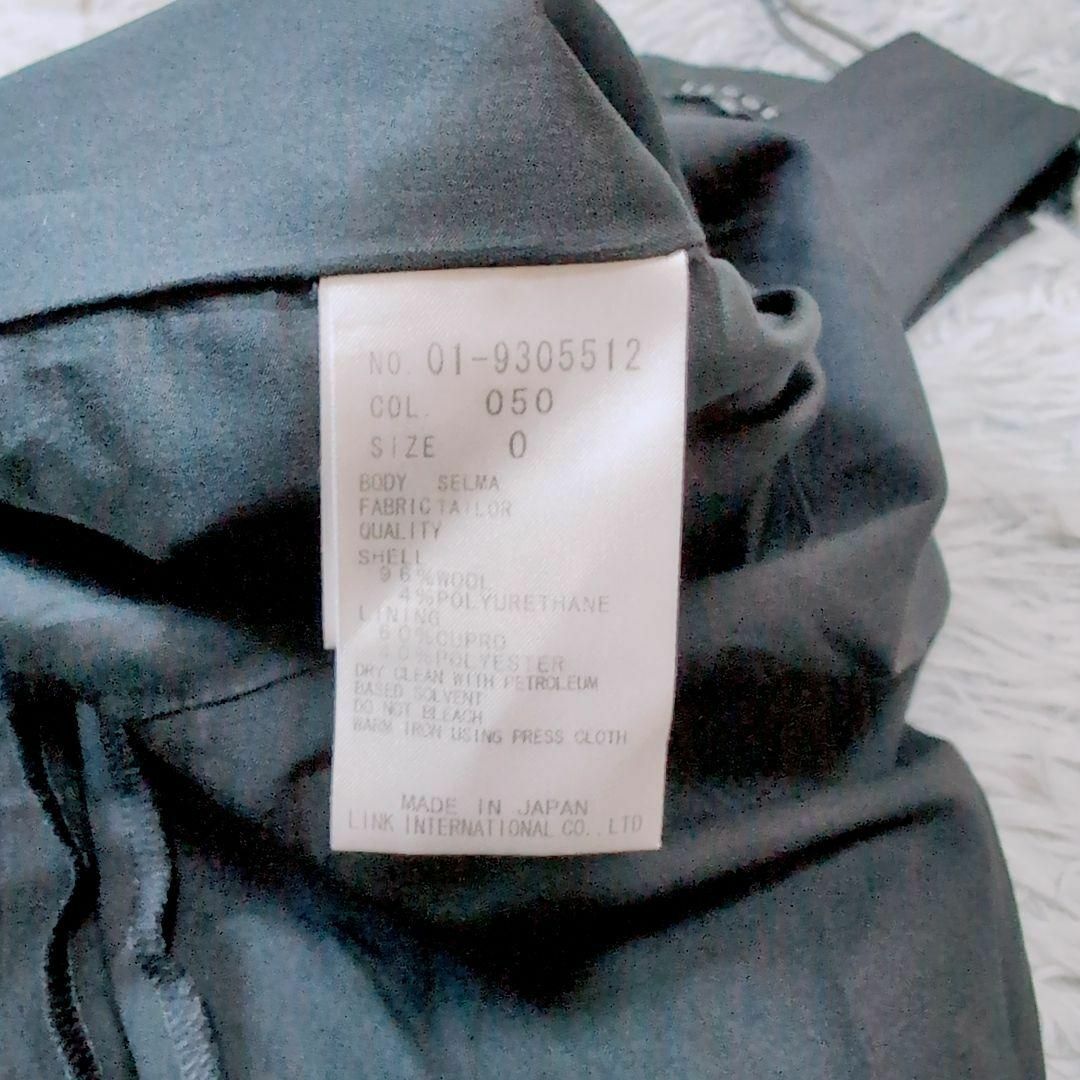 NO. 01-9305512
COL. 050
SIZE 0
BODY SELMA
FABRIC TAILOR
QUALITY
SHELL
96%WOOL
4%POLYURETHANE
LINING
60%CUPRO
40%POLYESTER
DRY CLEAN WITH PETROLEUM
BASED SOLVENT
DO NOT BLEACH
WARM IRON USING PRESS CLOTH
MADE IN JAPAN
LINK INTERNATIONAL CO.,LTD